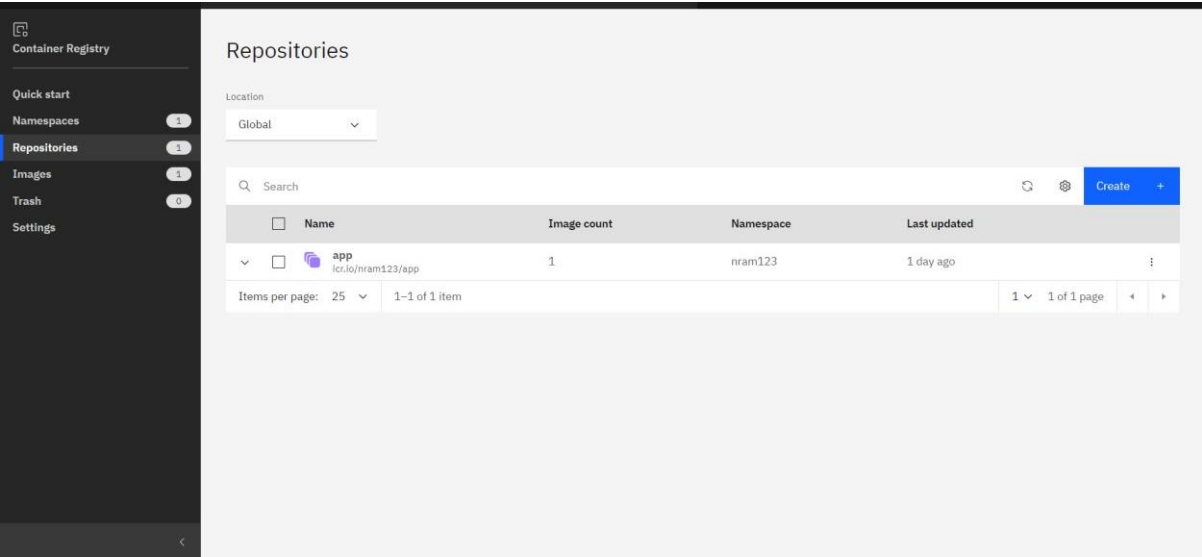 Container Registry
Quick start
Namespaces 1
Repositories 1
Images 1
Trash 0
Settings
Repositories
Location
Global
Search
Create +
Name Image count Namespace Last updated
app
icr.io/nram123/app
1 nram123 1 day ago
Items per page: 25 1–1 of 1 item 1 1 of 1 page